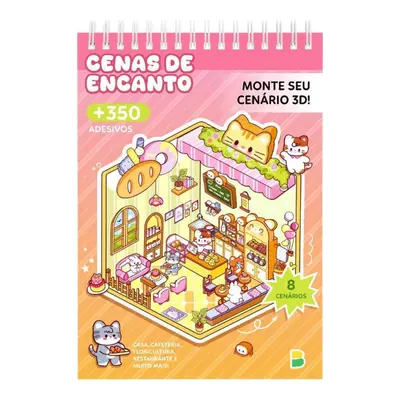 CENAS DE
ENCANTO
+350
ADESIVOS
MONTE SEU
CENÁRIO 3D!
8
CENÁRIOS
CASA, CAFETERIA,
FLORICULTURA,
RESTAURANTE E
MUITO MAIS!
B